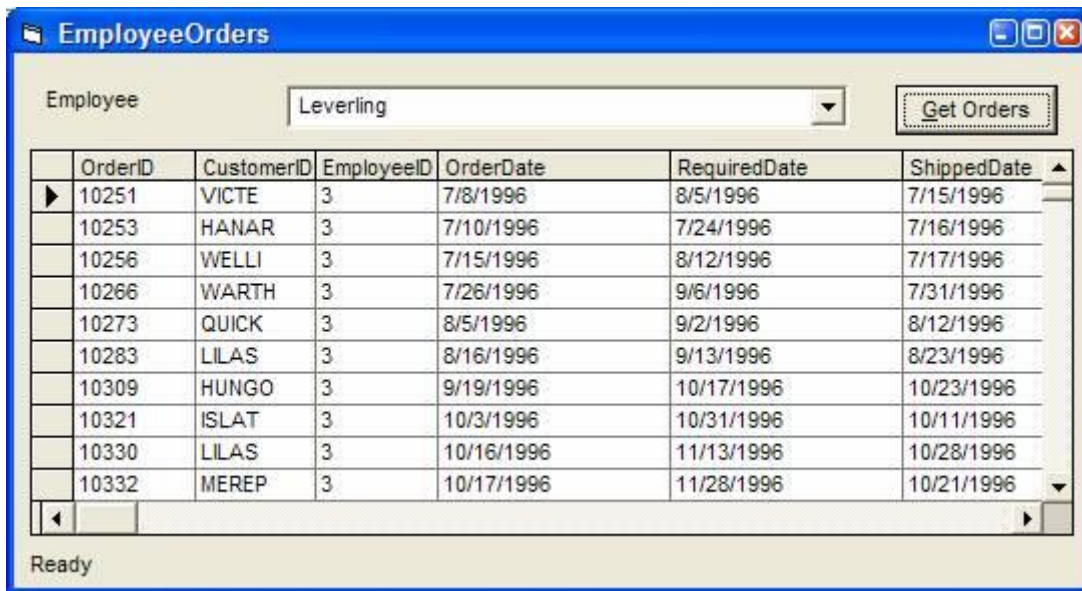 EmployeeOrders
Employee Leverling Get Orders
OrderID CustomerID EmployeeID OrderDate RequiredDate ShippedDate
10251 VICTE 3 7/8/1996 8/5/1996 7/15/1996
10253 HANAR 3 7/10/1996 7/24/1996 7/16/1996
10256 WELLI 3 7/15/1996 8/12/1996 7/17/1996
10266 WARTH 3 7/26/1996 9/6/1996 7/31/1996
10273 QUICK 3 8/5/1996 9/2/1996 8/12/1996
10283 LILAS 3 8/16/1996 9/13/1996 8/23/1996
10309 HUNGO 3 9/19/1996 10/17/1996 10/23/1996
10321 ISLAT 3 10/3/1996 10/31/1996 10/11/1996
10330 LILAS 3 10/16/1996 11/13/1996 10/28/1996
10332 MEREP 3 10/17/1996 11/28/1996 10/21/1996
Ready